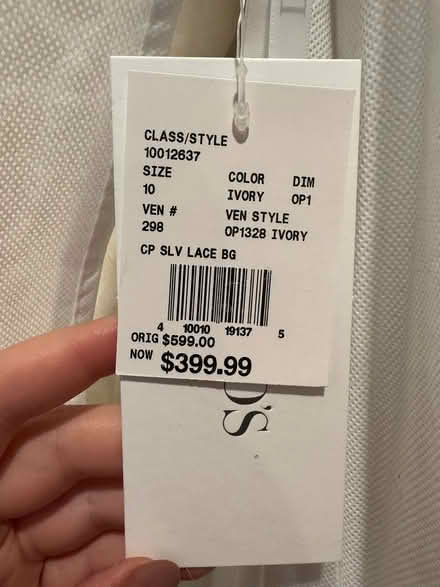 CLASS/STYLE
10012637
SIZE COLOR DIM
10 IVORY OP1
VEN # VEN STYLE
298 OP1328 IVORY
CP SLV LACE BG
4 10010 19137 5
ORIG $599.00
NOW $399.99